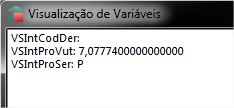 Visualização de Variáveis
VSIntCodDer:
VSIntProVut: 7,0777400000000000
VSIntProSer: P